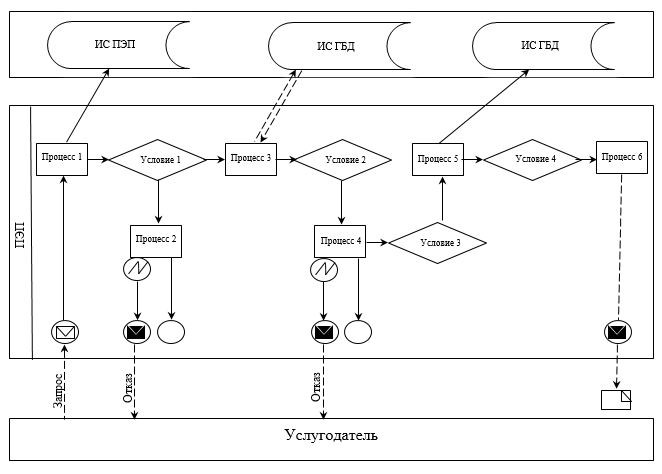 ИС ПЭП
ИС ГБД
ИС ГБД
ПЭП
Процесс 1
Условие 1
Процесс 3
Условие 2
Процесс 5
Условие 4
Процесс 6
Процесс 2
Процесс 4
Условие 3
Запрос
Отказ
Отказ
Услугодатель